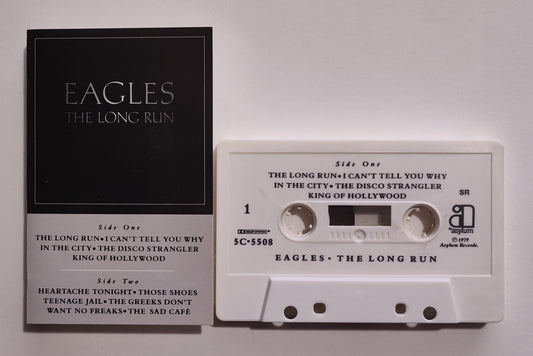 EAGLES
THE LONG RUN
Side One
THE LONG RUN • I CAN'T TELL YOU WHY
IN THE CITY • THE DISCO STRANGLER
KING OF HOLLYWOOD
Side Two
HEARTACHE TONIGHT • THOSE SHOES
TEENAGE JAIL • THE GREEKS DON'T
WANT NO FREAKS • THE SAD CAFÉ
Side One
THE LONG RUN • I CAN'T TELL YOU WHY
IN THE CITY • THE DISCO STRANGLER
KING OF HOLLYWOOD
SR
1
asylum
5C•5508
© 1979
Asylum Records.
EAGLES • THE LONG RUN